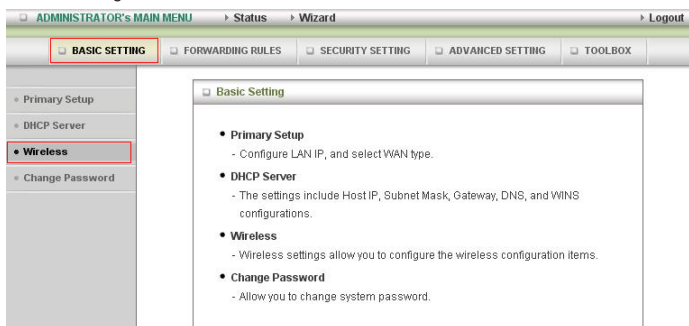 ADMINISTRATOR's MAIN MENU Status Wizard Logout
BASIC SETTING FORWARDING RULES SECURITY SETTING ADVANCED SETTING TOOLBOX
Primary Setup
DHCP Server
Wireless
Change Password
Basic Setting
Primary Setup
- Configure LAN IP, and select WAN type.
DHCP Server
- The settings include Host IP, Subnet Mask, Gateway, DNS, and WINS
configurations.
Wireless
- Wireless settings allow you to configure the wireless configuration items.
Change Password
- Allow you to change system password.